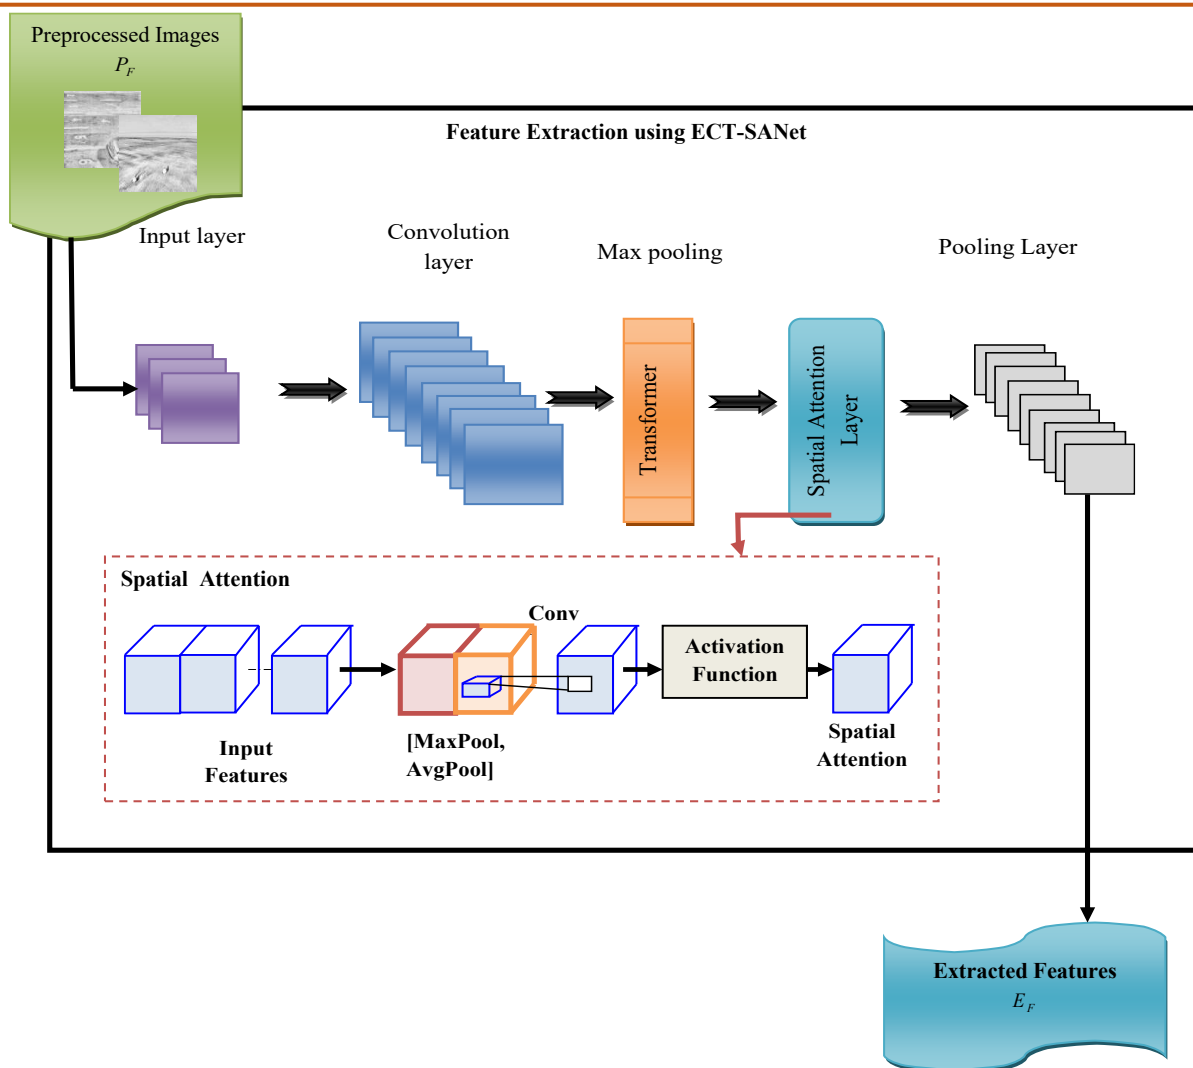 Preprocessed Images
P_F
Feature Extraction using ECT-SANet
Input layer
Convolution
layer
Max pooling
Pooling Layer
Transformer
Spatial Attention
Layer
Spatial Attention
Conv
Activation
Function
Input
Features
[MaxPool,
AvgPool]
Spatial
Attention
Extracted Features
E_F